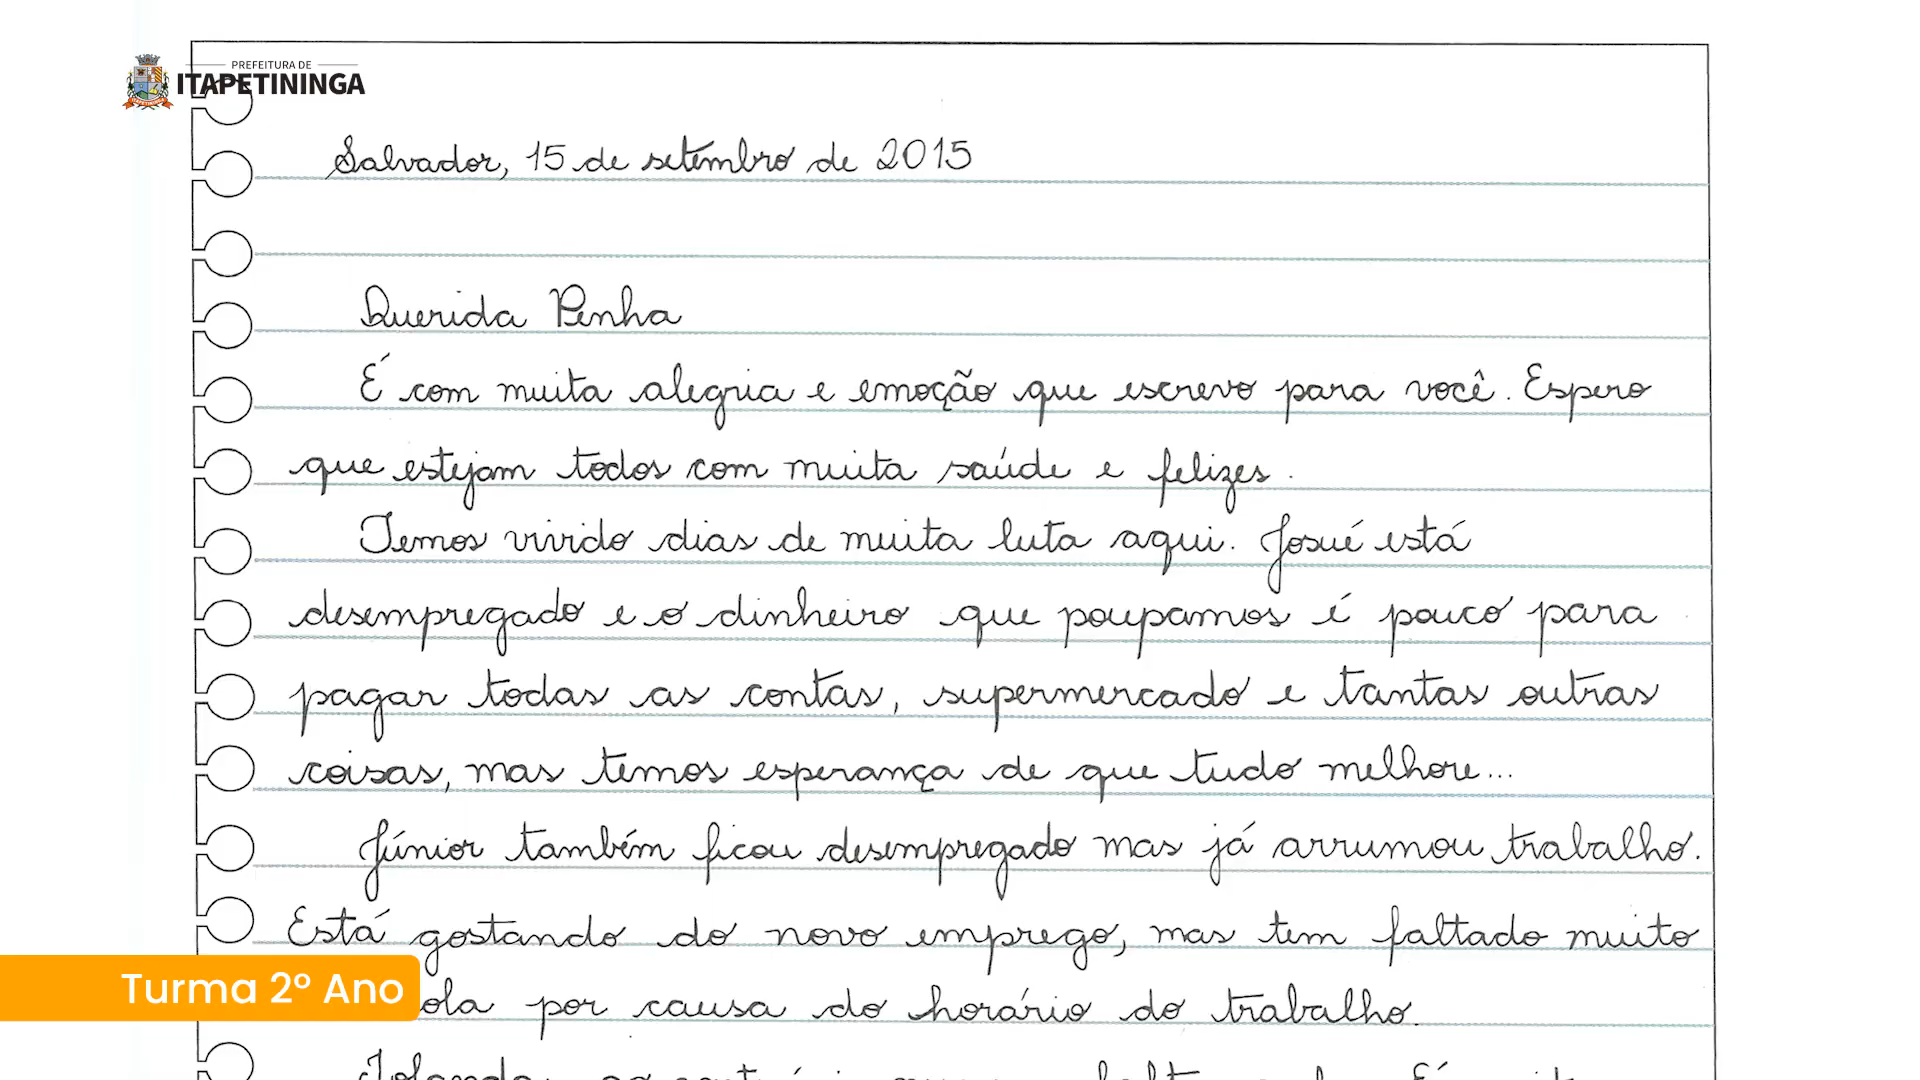 PREFEITURA DE
ITAPETININGA
Salvador, 15 de setembro de 2015
Querida Penha
É com muita alegria e emoção que escrevo para você. Espero
que estejam todos com muita saúde e felizes.
Temos vivido dias de muita luta aqui. Josué está
desempregado e o dinheiro que poupamos é pouco para
pagar todas as contas, supermercado e tantas outras
coisas, mas temos esperança de que tudo melhore...
Júnior também ficou desempregado mas já arrumou trabalho.
Está gostando do novo emprego, mas tem faltado muito
Turma 2º Ano
ola por causa do horário do trabalho.